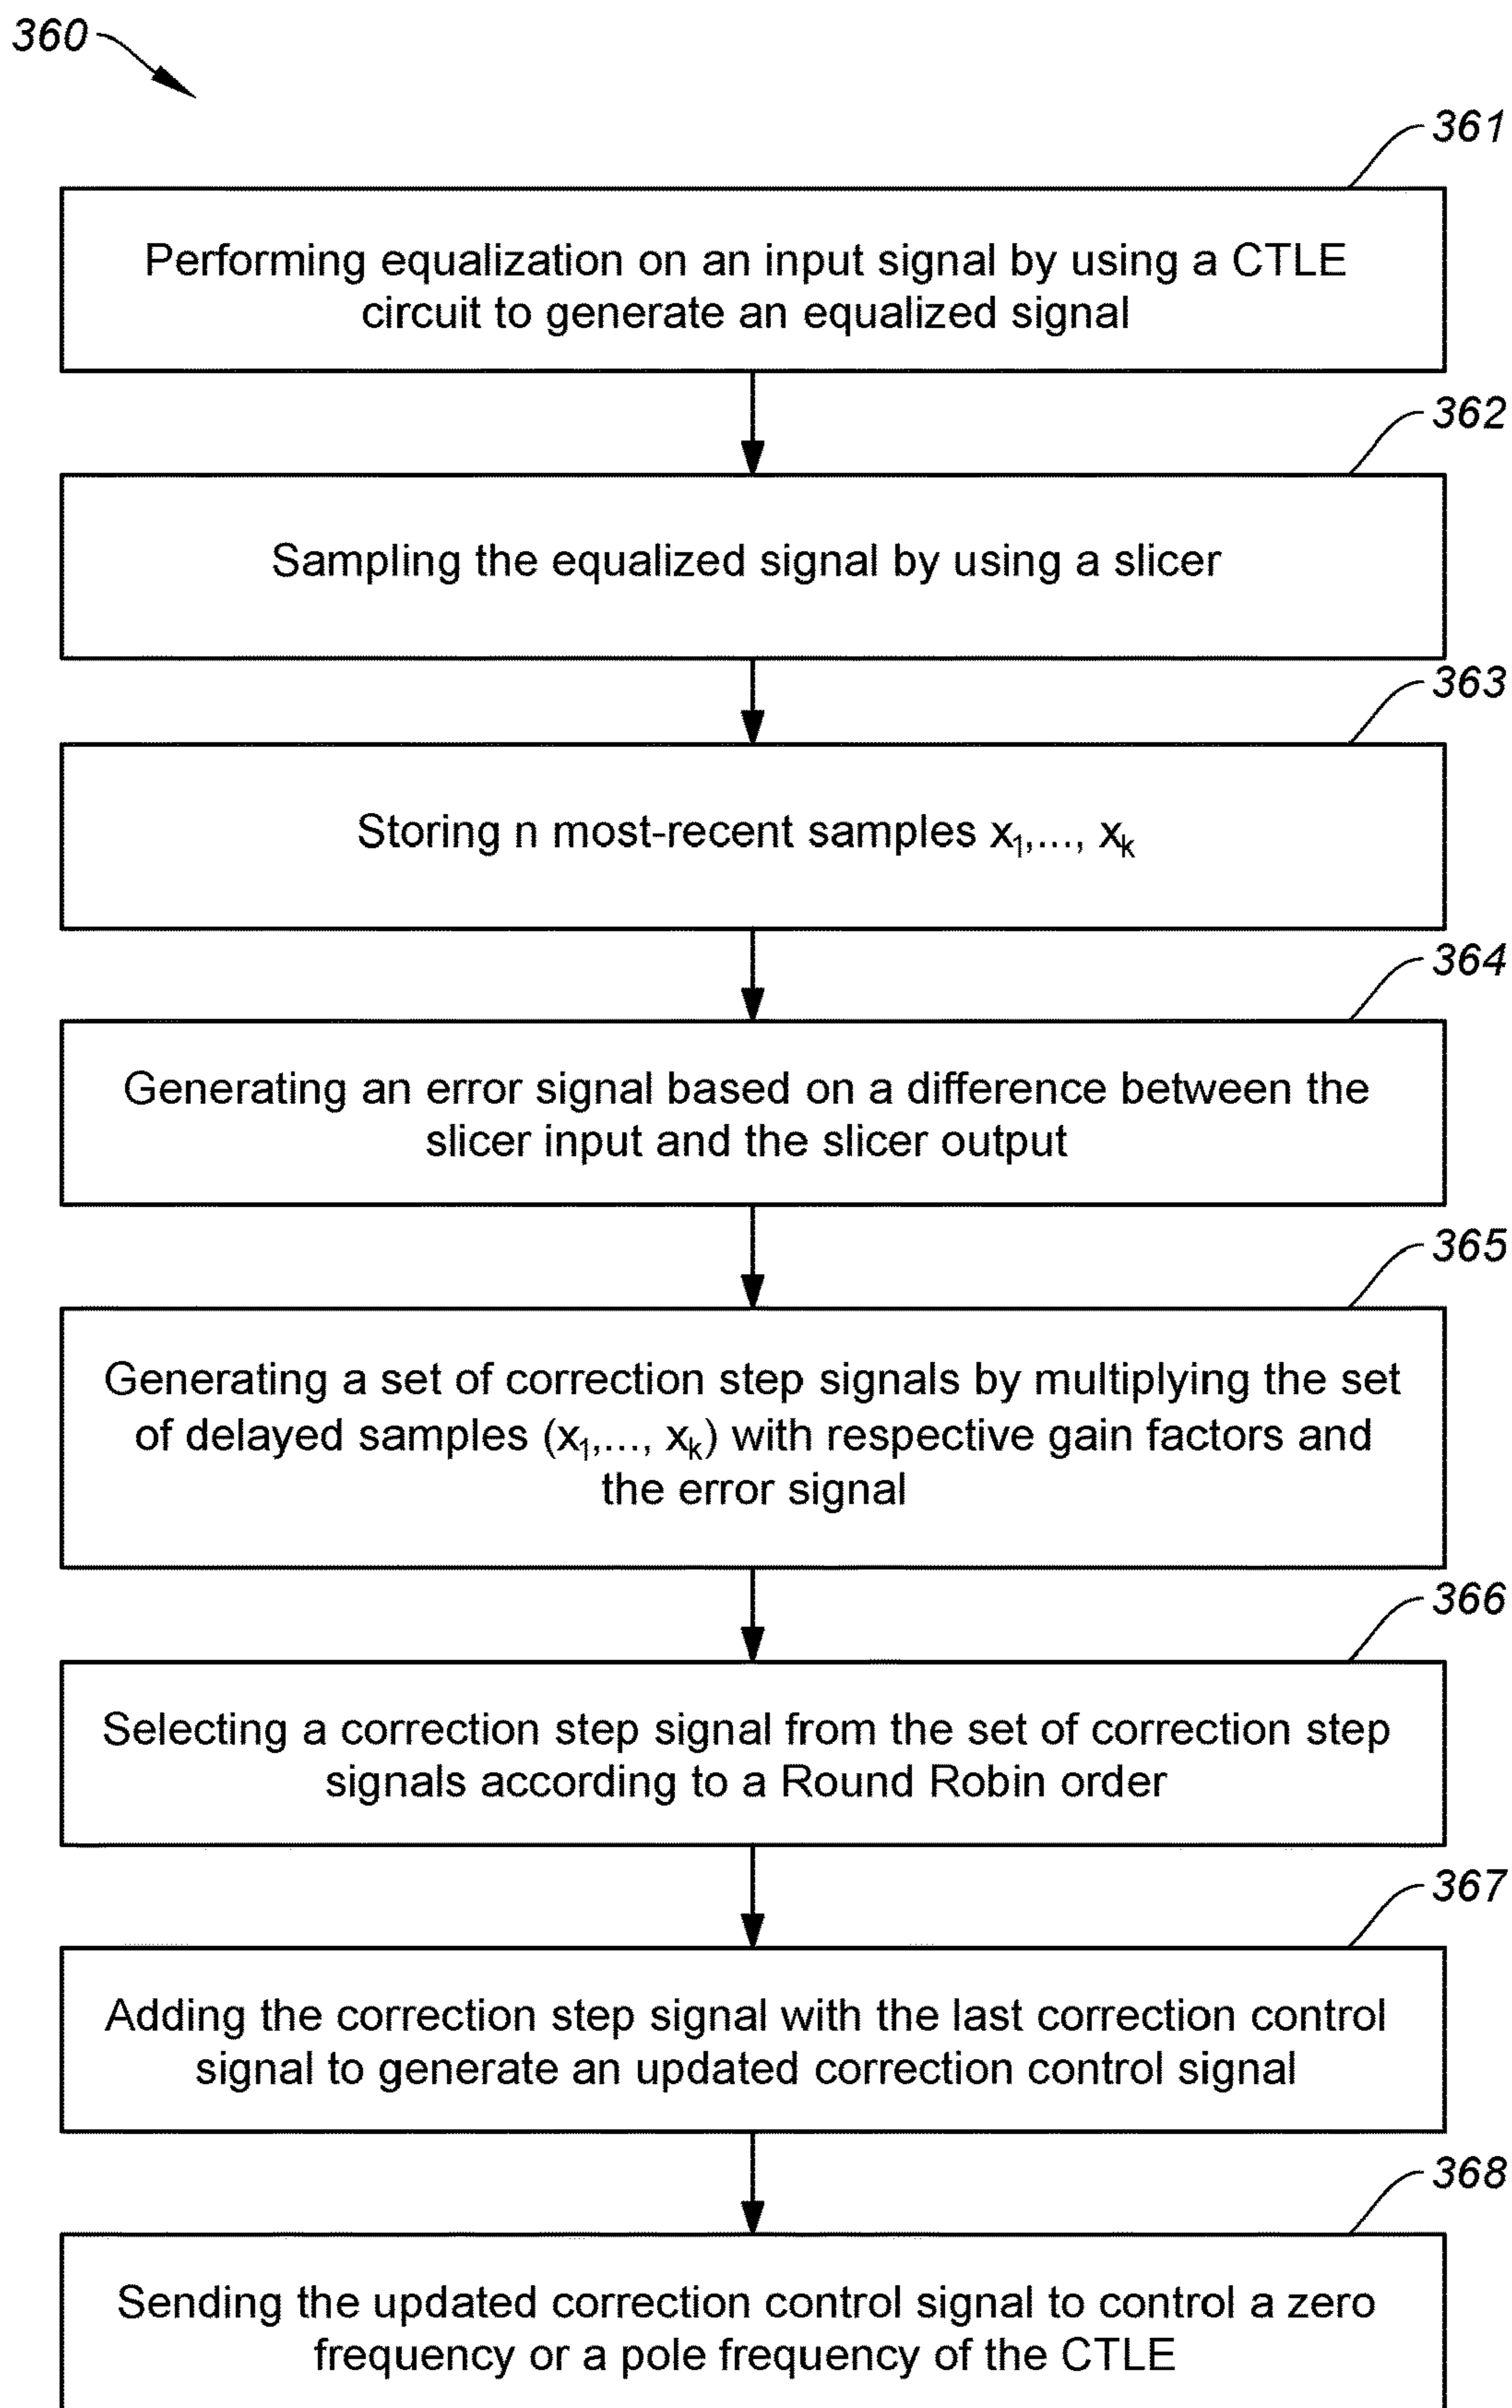 360
361
Performing equalization on an input signal by using a CTLE
circuit to generate an equalized signal
362
Sampling the equalized signal by using a slicer
363
Storing n most-recent samples x₁,..., xₖ
364
Generating an error signal based on a difference between the
slicer input and the slicer output
365
Generating a set of correction step signals by multiplying the set
of delayed samples (x₁,..., xₖ) with respective gain factors and
the error signal
366
Selecting a correction step signal from the set of correction step
signals according to a Round Robin order
367
Adding the correction step signal with the last correction control
signal to generate an updated correction control signal
368
Sending the updated correction control signal to control a zero
frequency or a pole frequency of the CTLE